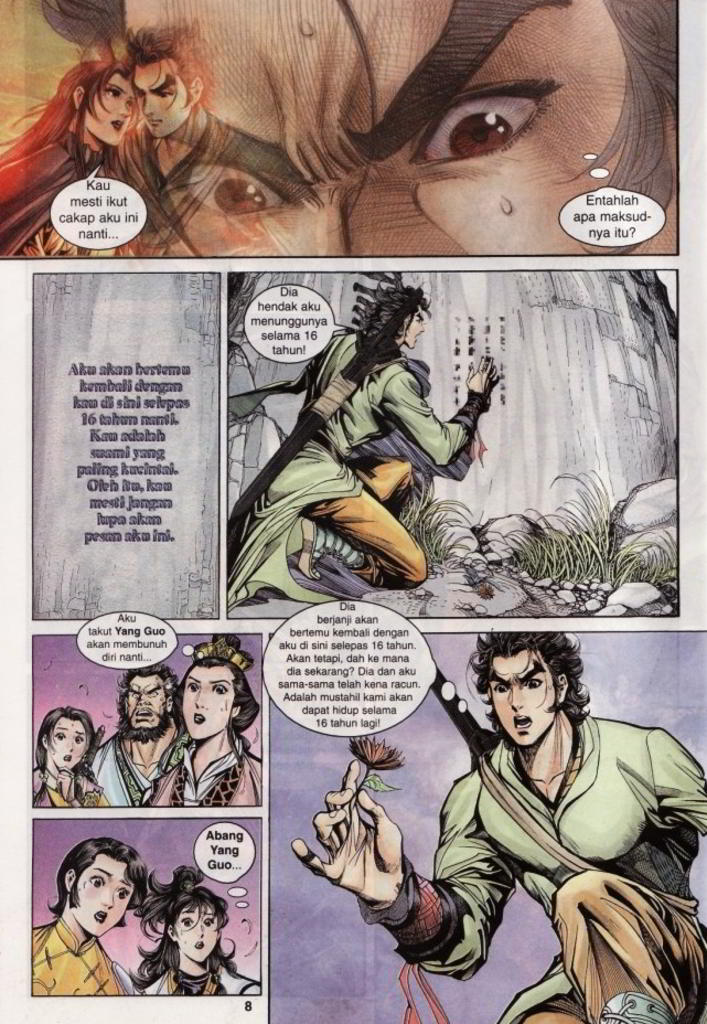 Kau
mesti ikut
cakap aku ini
nanti...
Entahlah
apa maksud-
nya itu?
Aku akan bertemu
kembali dengan
kau di sini selepas
16 tahun nanti.
Kau adalah
suami yang
paling kucintai.
Oleh itu, kau
mesti jangan
lupa akan
pesan aku ini.
Dia
hendak aku
menunggunya
selama 16
tahun!
Aku
takut Yang Guo
akan membunuh
diri nanti...
Dia
berjanji akan
bertemu kembali dengan
aku di sini selepas 16 tahun.
Akan tetapi, dah ke mana
dia sekarang? Dia dan aku
sama-sama telah kena racun.
Adalah mustahil kami akan
dapat hidup selama
16 tahun lagi!
Abang
Yang
Guo...
8